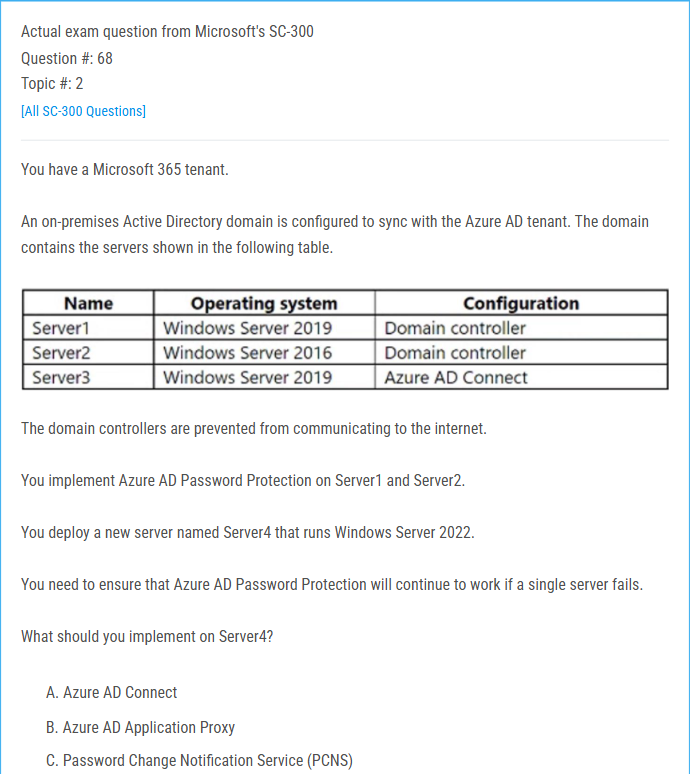 Actual exam question from Microsoft's SC-300
Question #: 68
Topic #: 2
[All SC-300 Questions]
You have a Microsoft 365 tenant.
An on-premises Active Directory domain is configured to sync with the Azure AD tenant. The domain
contains the servers shown in the following table.
Name Operating system Configuration
Server1 Windows Server 2019 Domain controller
Server2 Windows Server 2016 Domain controller
Server3 Windows Server 2019 Azure AD Connect
The domain controllers are prevented from communicating to the internet.
You implement Azure AD Password Protection on Server1 and Server2.
You deploy a new server named Server4 that runs Windows Server 2022.
You need to ensure that Azure AD Password Protection will continue to work if a single server fails.
What should you implement on Server4?
A. Azure AD Connect
B. Azure AD Application Proxy
C. Password Change Notification Service (PCNS)